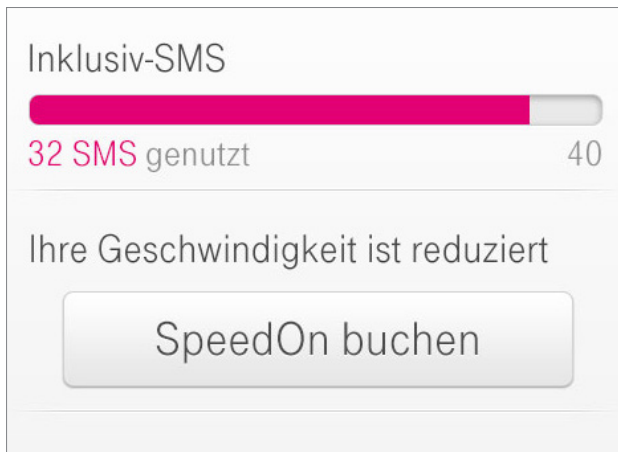 Inklusiv-SMS
32 SMS genutzt 40
Ihre Geschwindigkeit ist reduziert
SpeedOn buchen